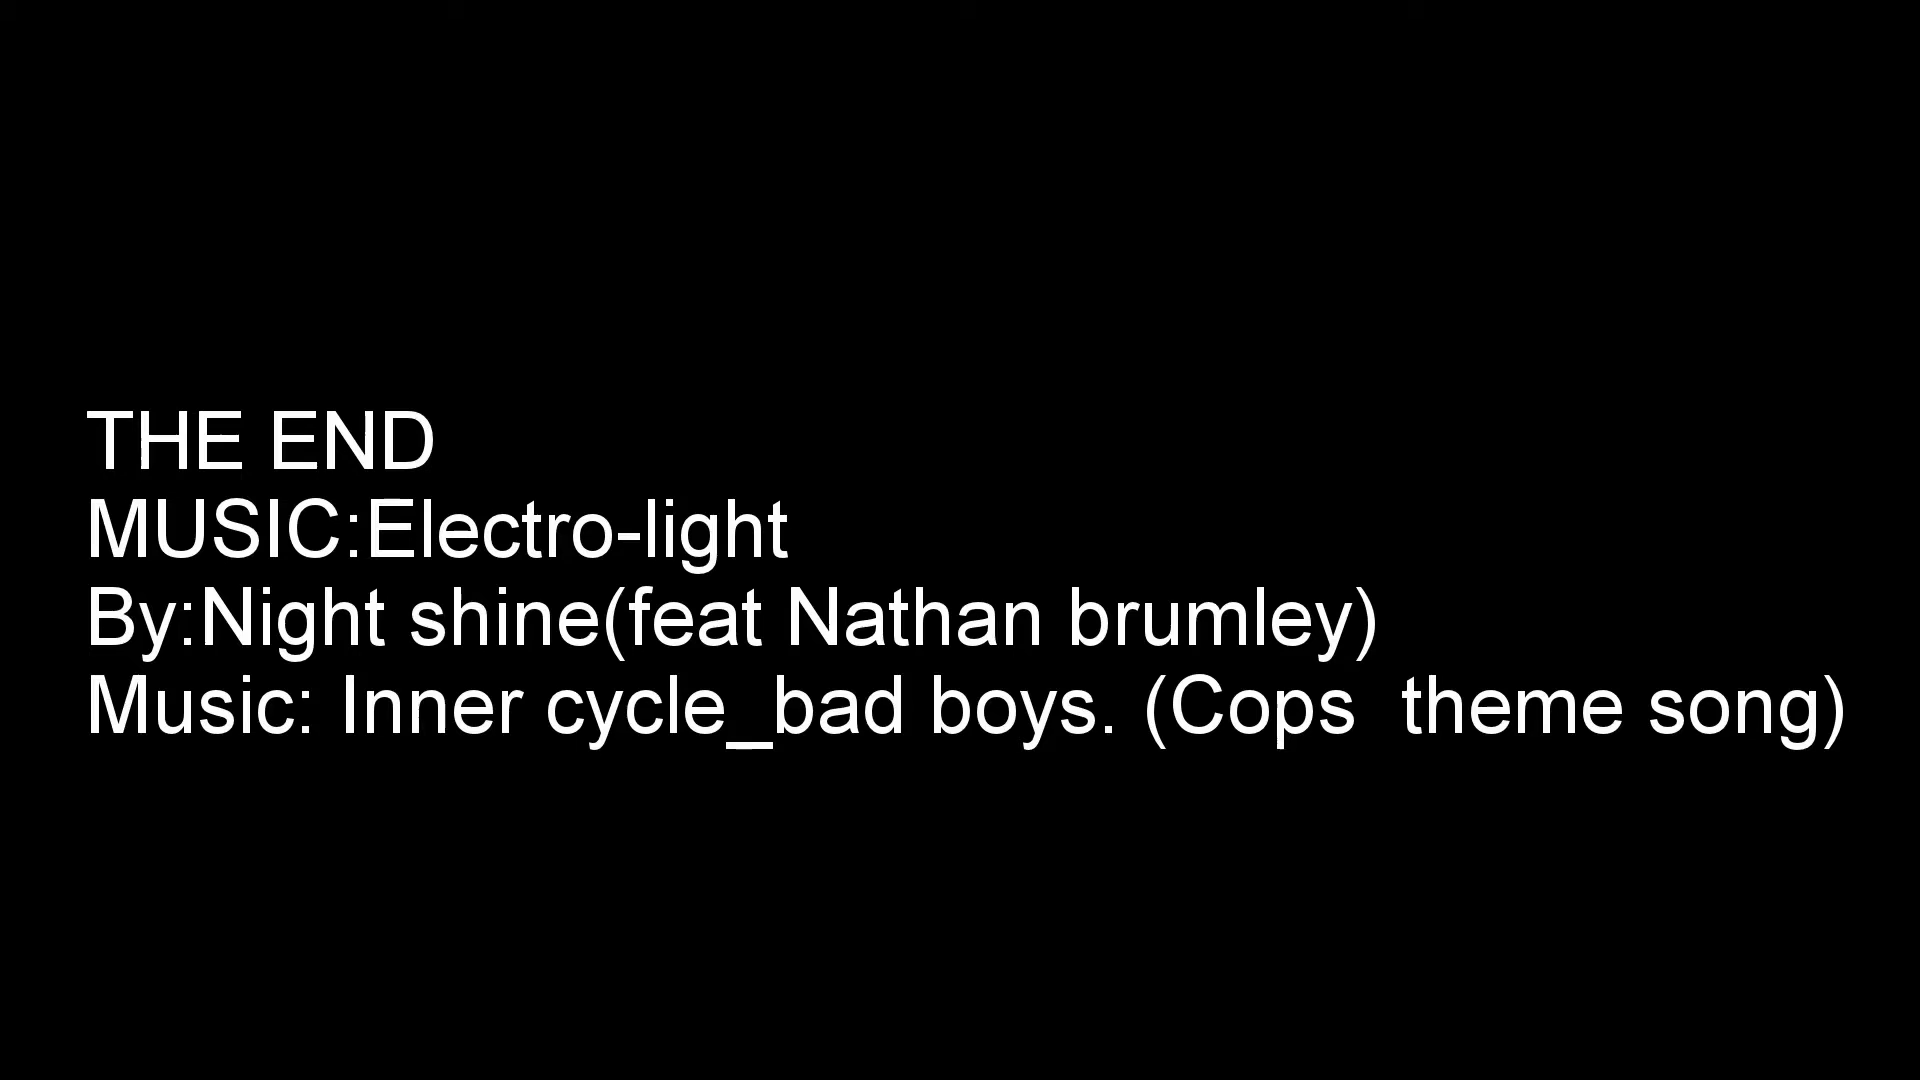 THE END
MUSIC:Electro-light
By:Night shine(feat Nathan brumley)
Music: Inner cycle_bad boys. (Cops  theme song)